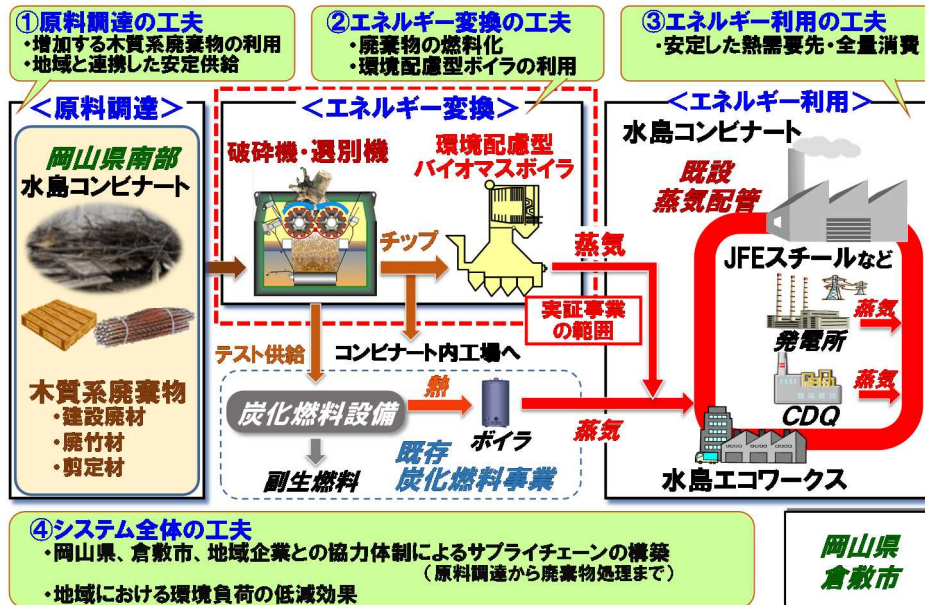 ①原料調達の工夫
・増加する木質系廃棄物の利用
・地域と連携した安定供給
②エネルギー変換の工夫
・廃棄物の燃料化
・環境配慮型ボイラの利用
③エネルギー利用の工夫
・安定した熱需要先・全量消費
＜原料調達＞
岡山県南部
水島コンビナート
木質系廃棄物
・建設廃材
・廃竹材
・剪定材
＜エネルギー変換＞
破砕機・選別機
環境配慮型
バイオマスボイラ
チップ
蒸気
実証事業
の範囲
テスト供給
コンビナート内工場へ
炭化燃料設備
熱
ボイラ
蒸気
副生燃料
既存
炭化燃料事業
＜エネルギー利用＞
水島コンビナート
既設
蒸気配管
JFEスチールなど
発電所
蒸気
CDQ
蒸気
水島エコワークス
④システム全体の工夫
・岡山県、倉敷市、地域企業との協力体制によるサプライチェーンの構築
（原料調達から廃棄物処理まで）
・地域における環境負荷の低減効果
岡山県
倉敷市